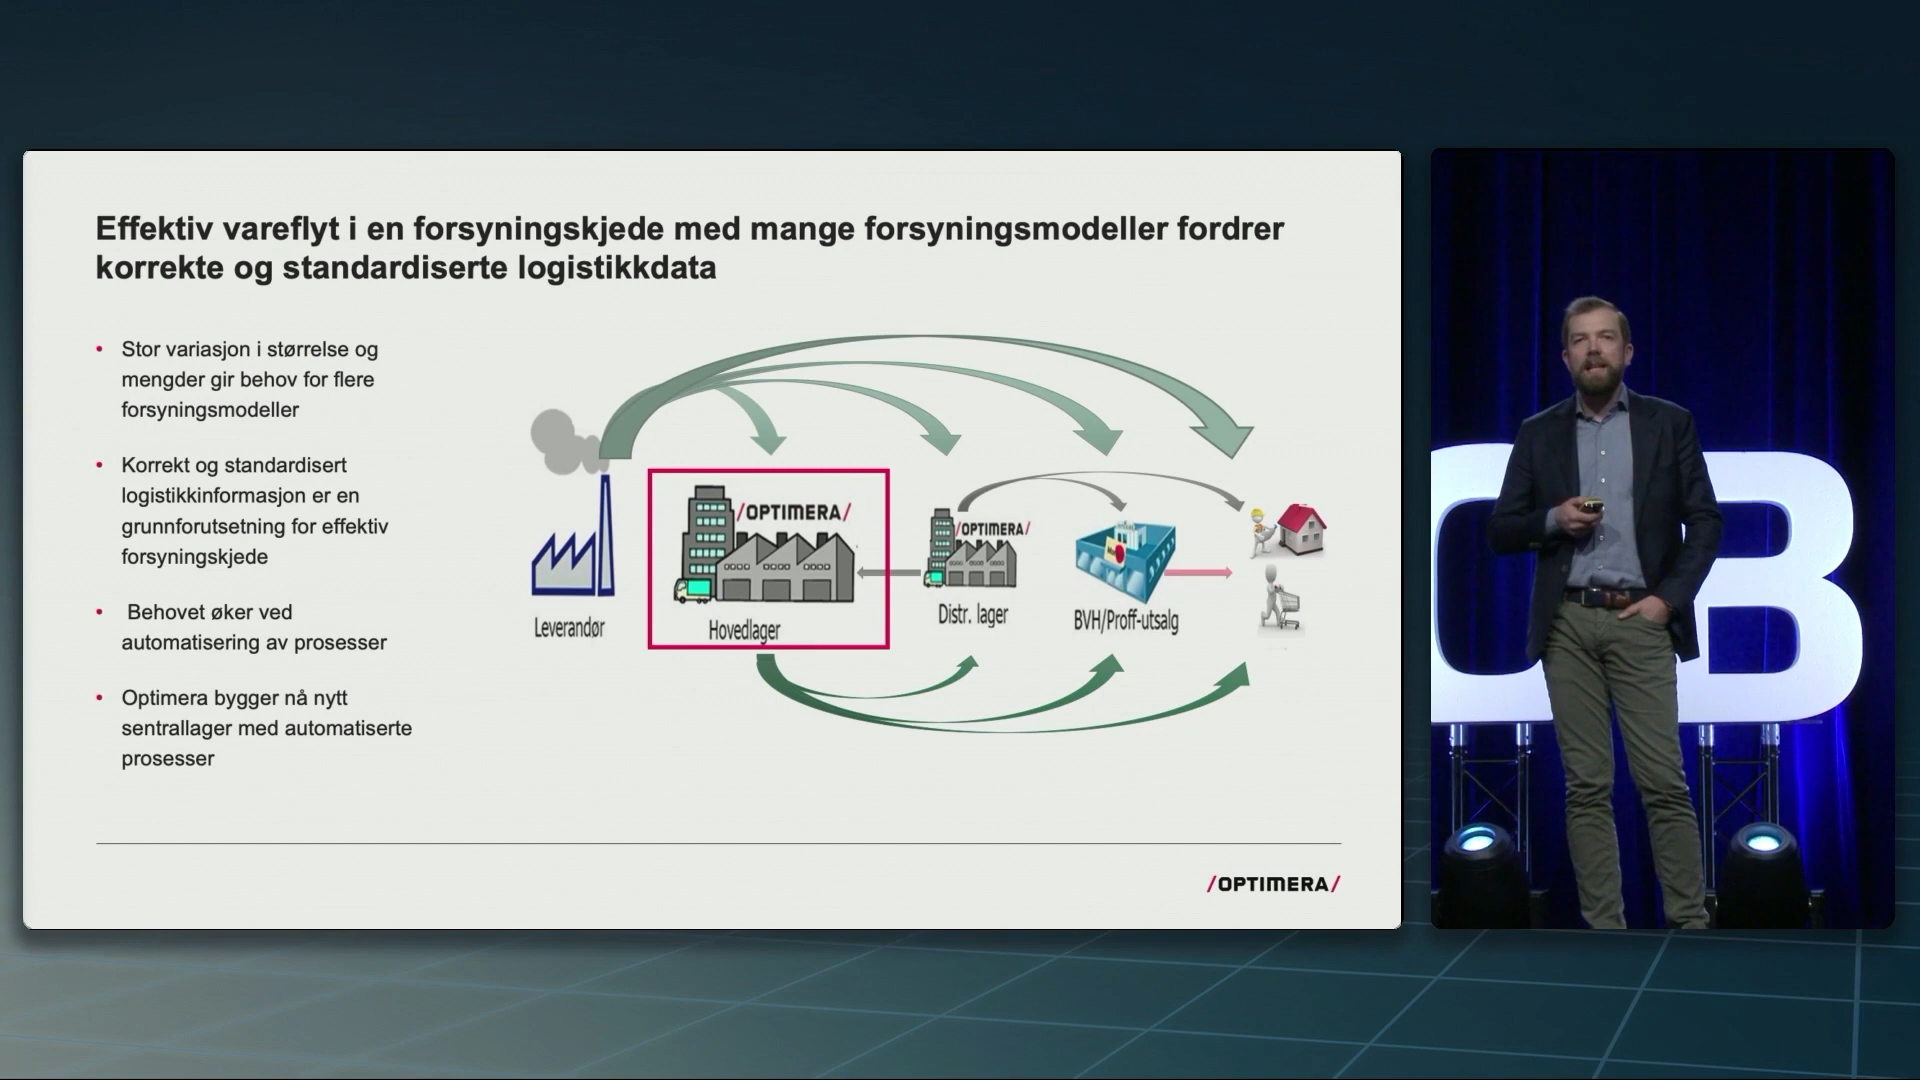 Effektiv vareflyt i en forsyningskjede med mange forsyningsmodeller fordrer
korrekte og standardiserte logistikkdata
• Stor variasjon i størrelse og
mengder gir behov for flere
forsyningsmodeller
• Korrekt og standardisert
logistikkinformasjon er en
grunnforutsetning for effektiv
forsyningskjede
• Behovet øker ved
automatisering av prosesser
• Optimera bygger nå nytt
sentrallager med automatiserte
prosesser
/OPTIMERA/
/OPTIMERA/
Leverandør
Hovedlager
Distr. lager
BVH/Proff-utsalg
/OPTIMERA/
B